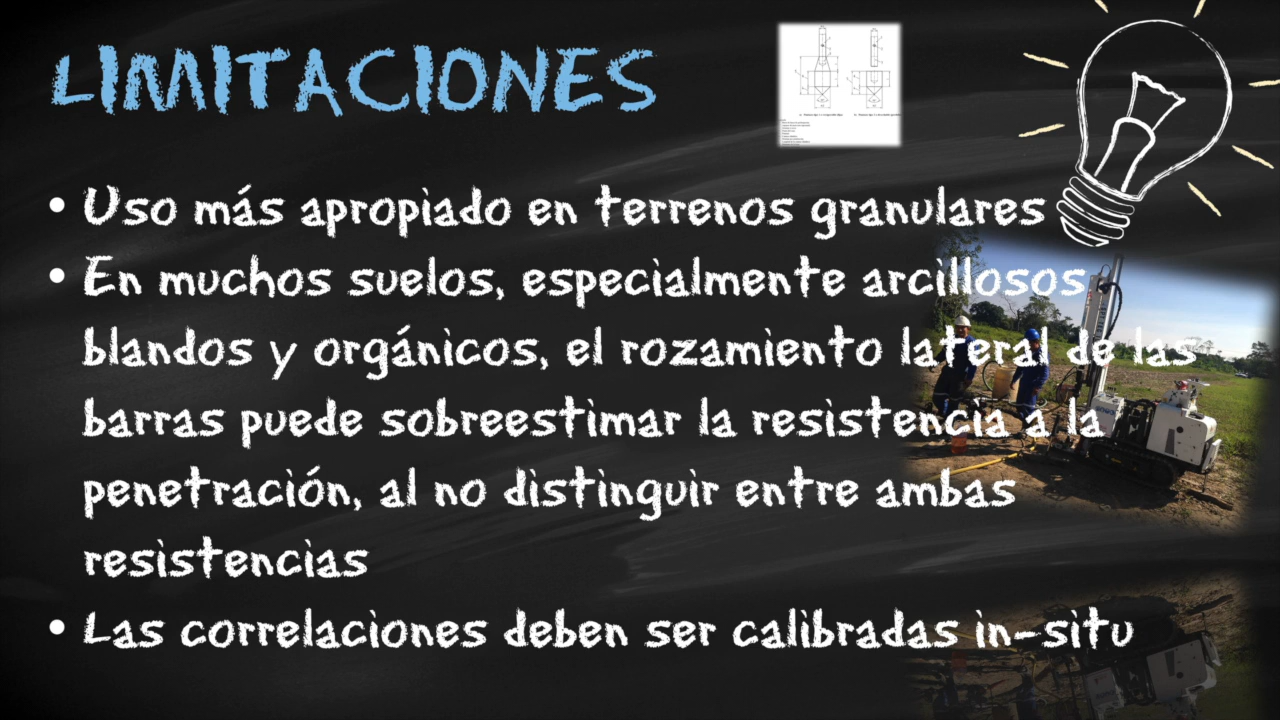 LIMITACIONES
• Uso más apropiado en terrenos granulares
• En muchos suelos, especialmente arcillosos
blandos y orgánicos, el rozamiento lateral de las
barras puede sobreestimar la resistencia a la
penetración, al no distinguir entre ambas
resistencias
• Las correlaciones deben ser calibradas in-situ